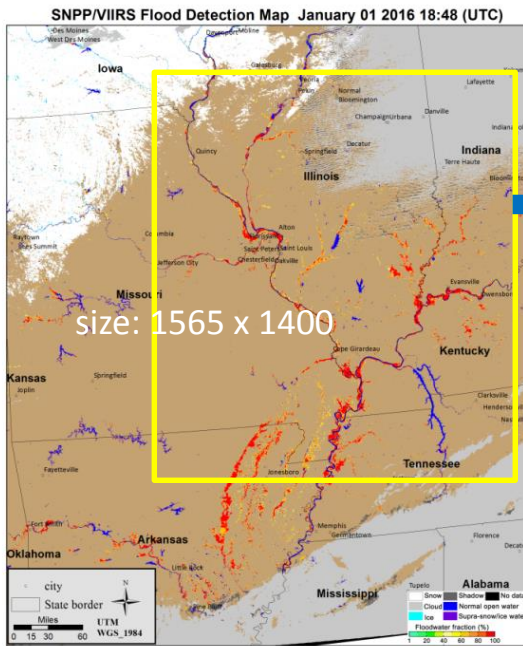 SNPP/VIIRS Flood Detection Map January 01 2016 18:48 (UTC)
Des Moines
West Des Moines
Davenport Moline
Iowa
Galesburg
Peoria
Pekin
Normal
Bloomington
Lafayette
Champaign Urbana
Danville
Quincy
Springfield
Decatur
Indiana
Illinois
Terre Haute
Columbia
Alton
Florissant
Saint Peters
Saint Louis
Chesterfield
Oakville
Jefferson City
Evansville
Owensboro
Missouri
size: 1565 x 1400
Cape Girardeau
Kentucky
Kansas
Joplin
Springfield
Clarksville
Jonesboro
Tennessee
Fayetteville
Memphis
Germantown
Fort Smith
Arkansas
Oklahoma
Little Rock
Florence
Mississippi
Tupelo
Alabama
city
State border
N
Miles
0 15 30 60
UTM
WGS_1984
Snow
Shadow
No data
Cloud
Normal open water
Ice
Supra-snow/ice water
Floodwater fraction (%)
20 40 60 80 100